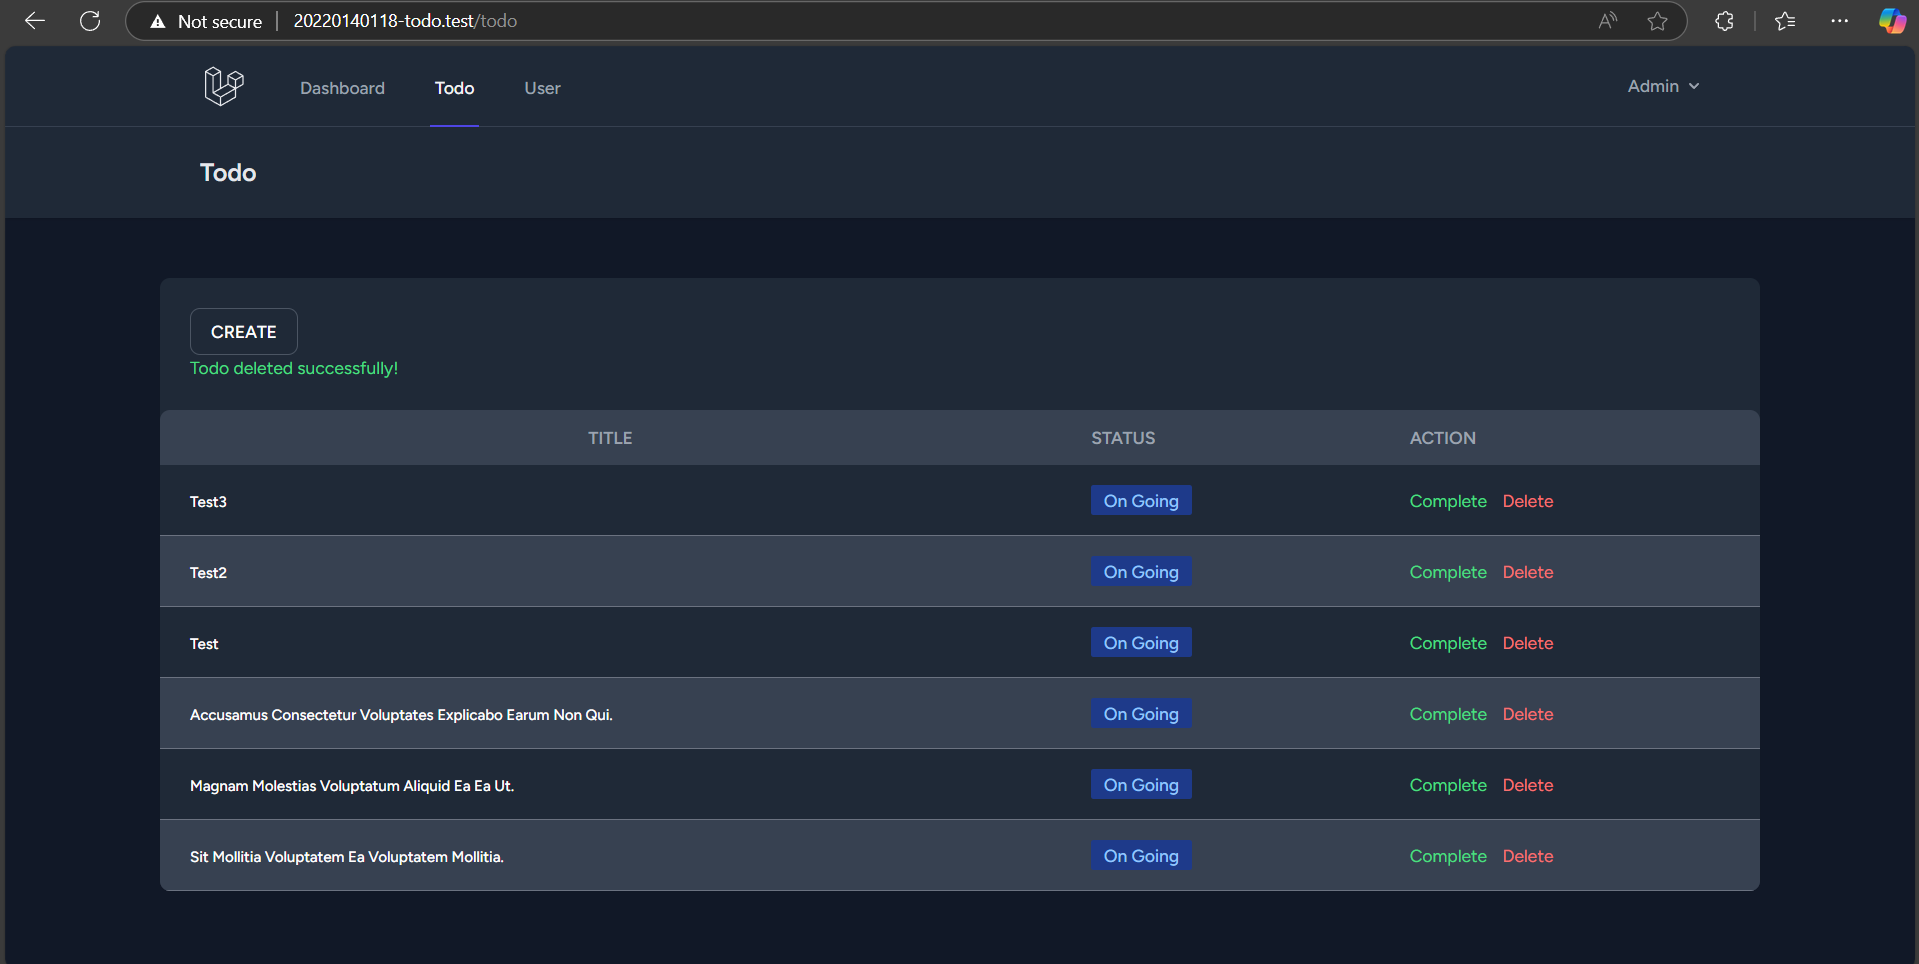 Not secure | 20220140118-todo.test/todo
Dashboard Todo User Admin
Todo
CREATE
Todo deleted successfully!
TITLE STATUS ACTION
Test3 On Going Complete Delete
Test2 On Going Complete Delete
Test On Going Complete Delete
Accusamus Consectetur Voluptates Explicabo Earum Non Qui. On Going Complete Delete
Magnam Molestias Voluptatum Aliquid Ea Ea Ut. On Going Complete Delete
Sit Mollitia Voluptatem Ea Voluptatem Mollitia. On Going Complete Delete